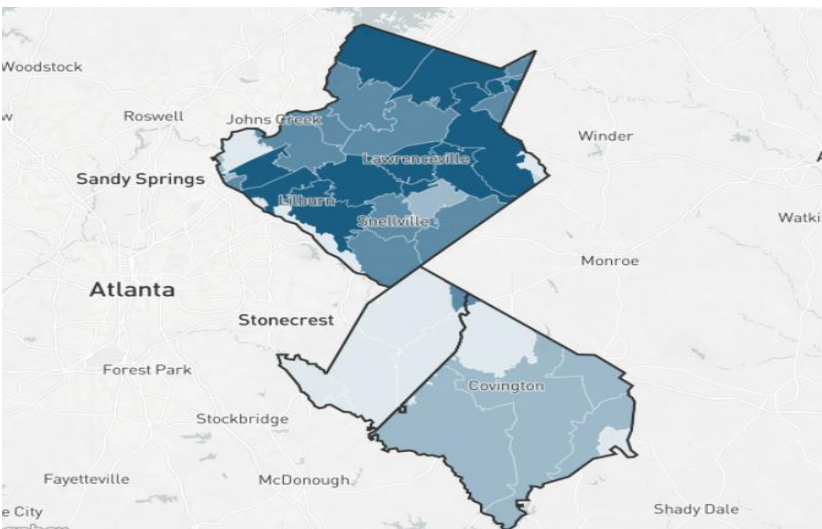 Woodstock
Roswell
Johns Creek
Winder
Lawrenceville
Sandy Springs
Lilburn
Snellville
Watki
Monroe
Atlanta
Stonecrest
Forest Park
Covington
Stockbridge
Fayetteville
McDonough
e City
Shady Dale